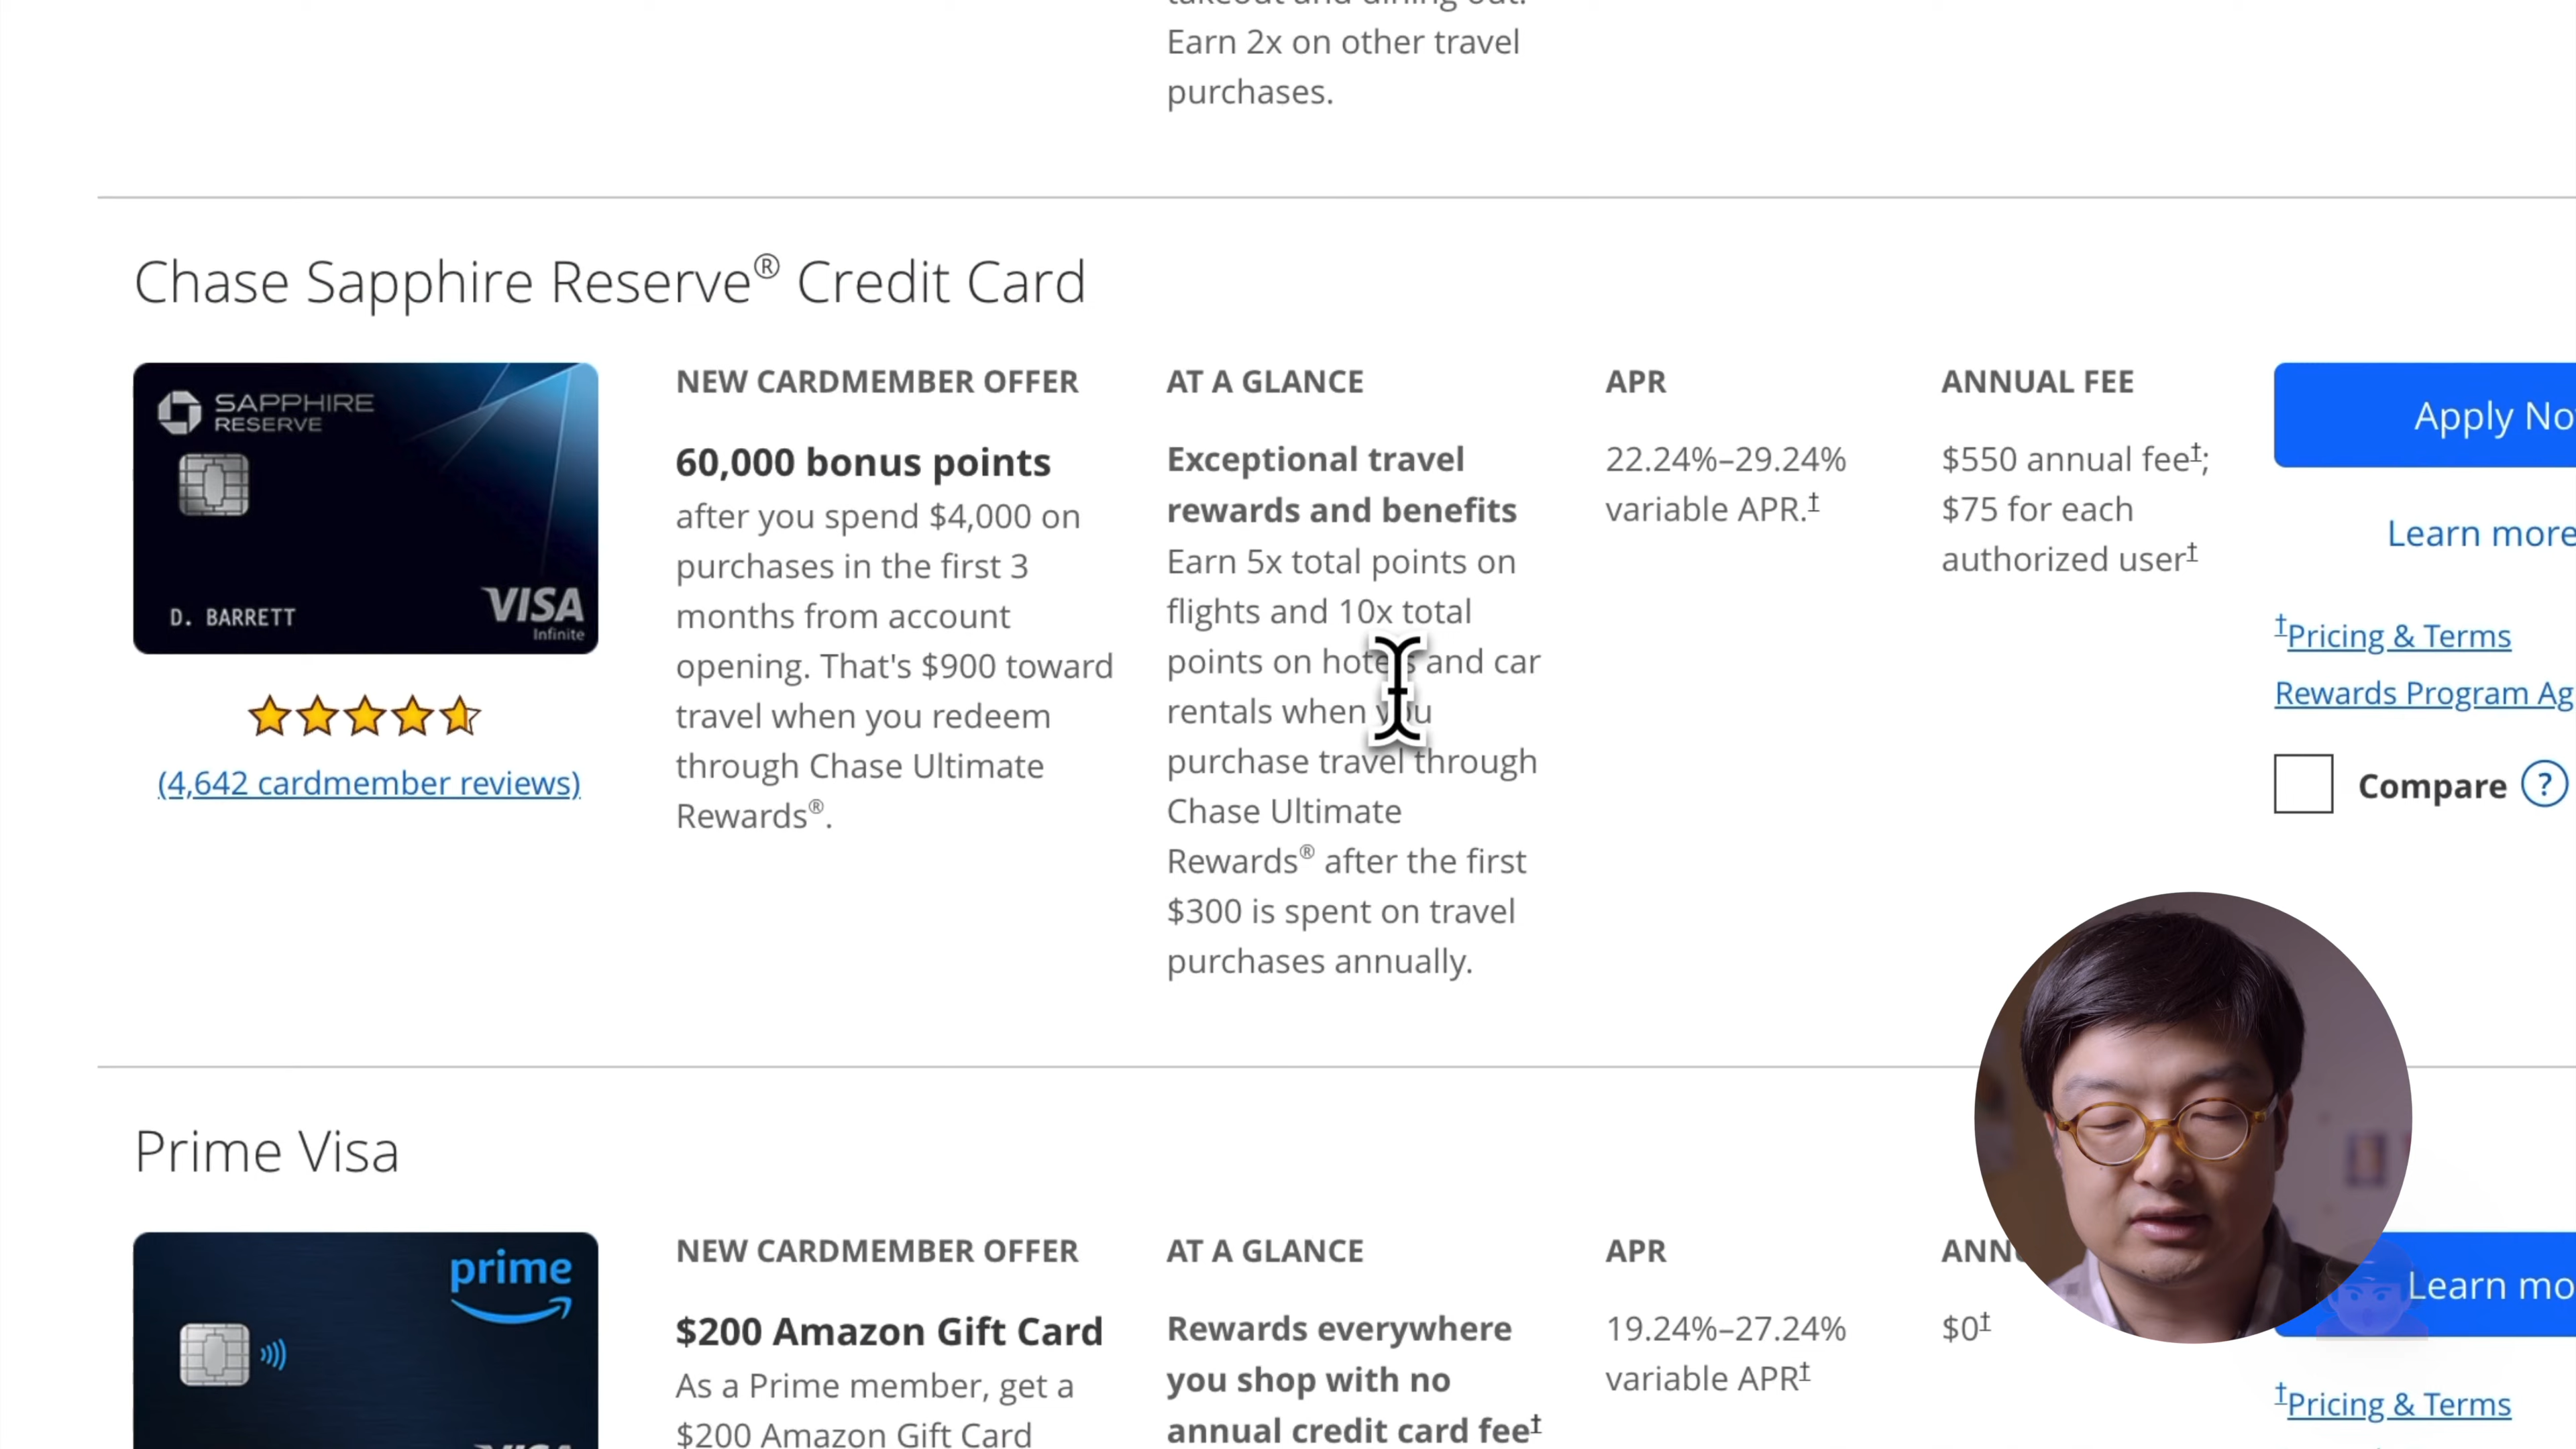 Earn 2x on other travel
purchases.
Chase Sapphire Reserve® Credit Card
SAPPHIRE
RESERVE
D. BARRETT
VISA
Infinite
(4,642 cardmember reviews)
NEW CARDMEMBER OFFER
60,000 bonus points
after you spend $4,000 on
purchases in the first 3
months from account
opening. That's $900 toward
travel when you redeem
through Chase Ultimate
Rewards®.
AT A GLANCE
Exceptional travel
rewards and benefits
Earn 5x total points on
flights and 10x total
points on hotels and car
rentals when you
purchase travel through
Chase Ultimate
Rewards® after the first
$300 is spent on travel
purchases annually.
APR
22.24%–29.24%
variable APR.†
ANNUAL FEE
$550 annual fee†;
$75 for each
authorized user†
Apply
Learn more
†Pricing & Terms
Rewards Program
Compare ?
Prime Visa
prime
NEW CARDMEMBER OFFER
$200 Amazon Gift Card
As a Prime member, get a
$200 Amazon Gift Card
AT A GLANCE
Rewards everywhere
you shop with no
annual credit card fee†
APR
19.24%–27.24%
variable APR†
$0†
Learn
†Pricing & Terms